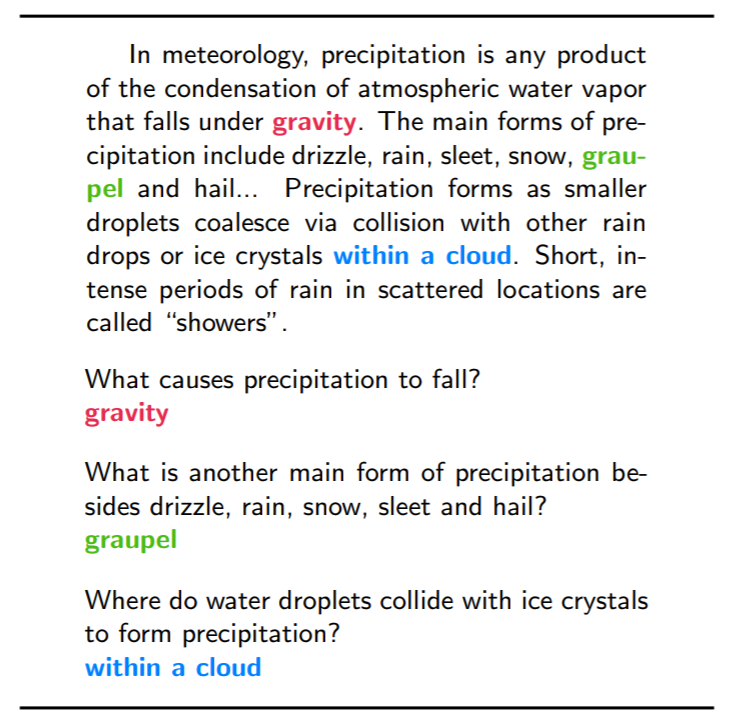 In meteorology, precipitation is any product
of the condensation of atmospheric water vapor
that falls under gravity. The main forms of pre-
cipitation include drizzle, rain, sleet, snow, grau-
pel and hail... Precipitation forms as smaller
droplets coalesce via collision with other rain
drops or ice crystals within a cloud. Short, in-
tense periods of rain in scattered locations are
called “showers”.
What causes precipitation to fall?
gravity
What is another main form of precipitation be-
sides drizzle, rain, snow, sleet and hail?
graupel
Where do water droplets collide with ice crystals
to form precipitation?
within a cloud